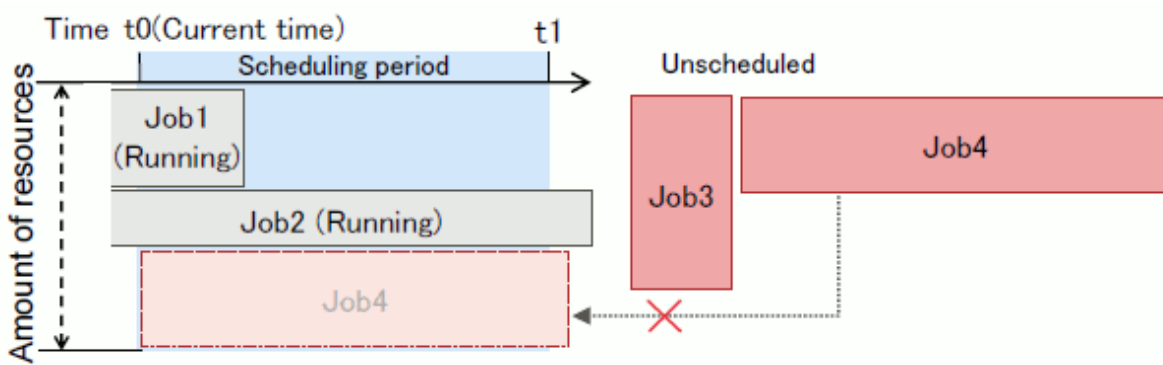 Time t0(Current time)
t1
Scheduling period
Unscheduled
Amount of resources
Job1
(Running)
Job4
Job3
Job2 (Running)
Job4